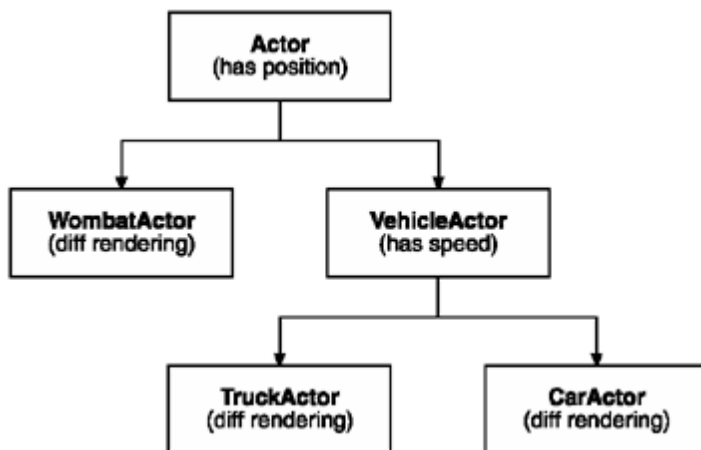 Actor
(has position)
WombatActor
(diff rendering)
VehicleActor
(has speed)
TruckActor
(diff rendering)
CarActor
(diff rendering)